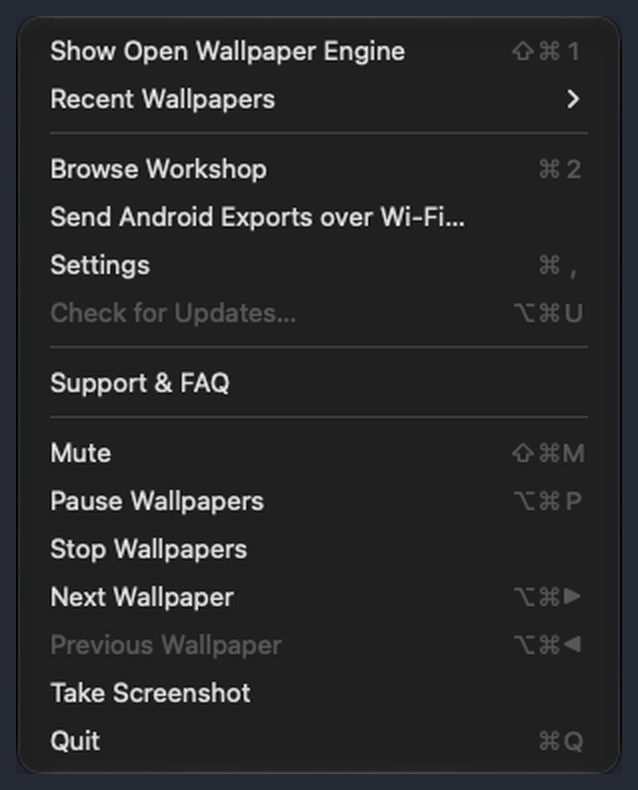 Show Open Wallpaper Engine ⇧⌘1
Recent Wallpapers >
Browse Workshop ⌘2
Send Android Exports over Wi-Fi...
Settings ⌘,
Check for Updates... ⌥⌘U
Support & FAQ
Mute ⇧⌘M
Pause Wallpapers ⌥⌘P
Stop Wallpapers
Next Wallpaper ⌥⌘▶
Previous Wallpaper ⌥⌘◀
Take Screenshot
Quit ⌘Q